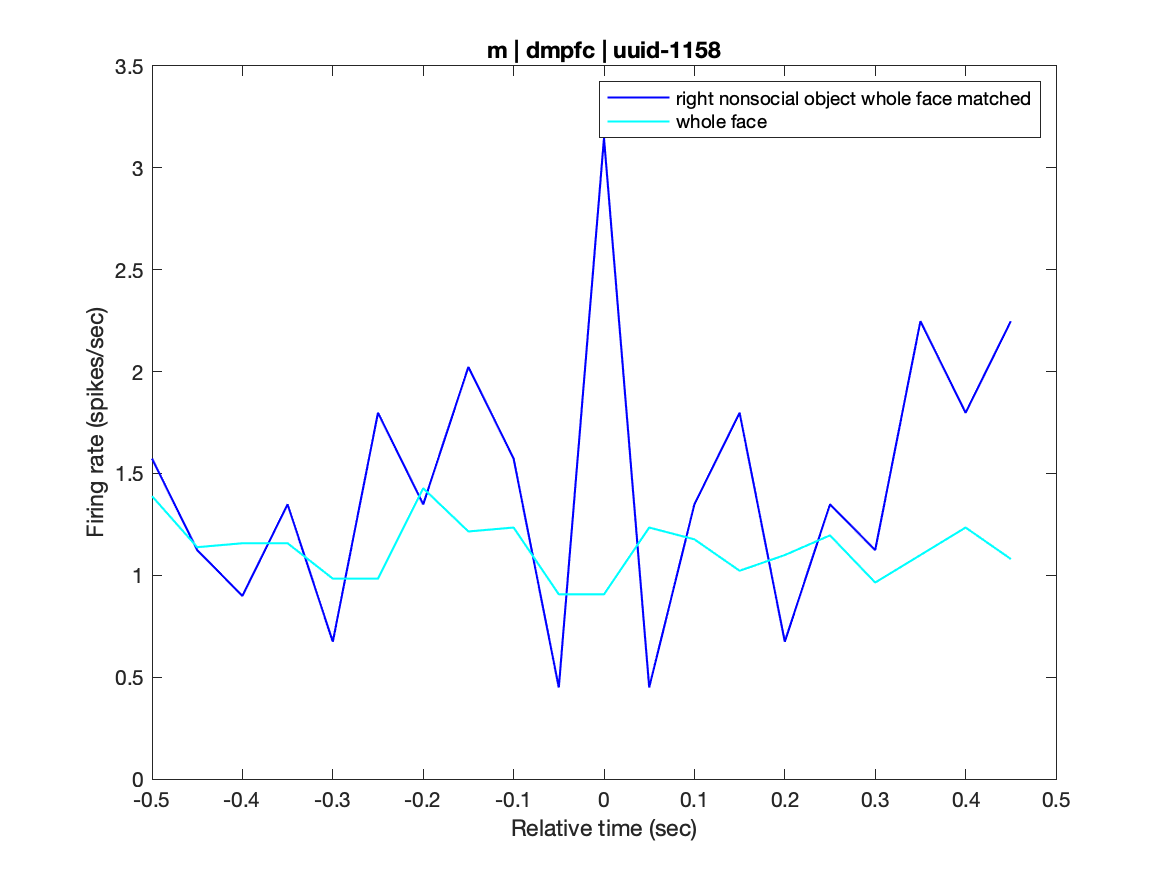 m | dmpfc | uuid-1158
3.5
3
2.5
2
1.5
1
0.5
0
Firing rate (spikes/sec)
right nonsocial object whole face matched
whole face
-0.5 -0.4 -0.3 -0.2 -0.1 0 0.1 0.2 0.3 0.4 0.5
Relative time (sec)